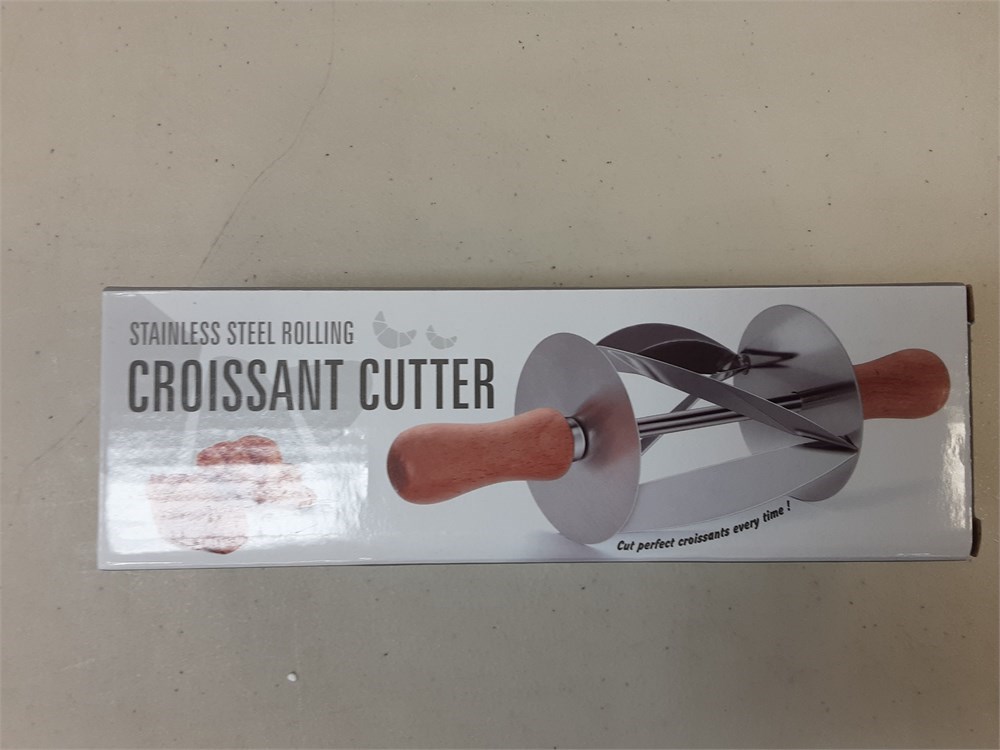 STAINLESS STEEL ROLLING
CROISSANT CUTTER
Cut perfect croissants every time !